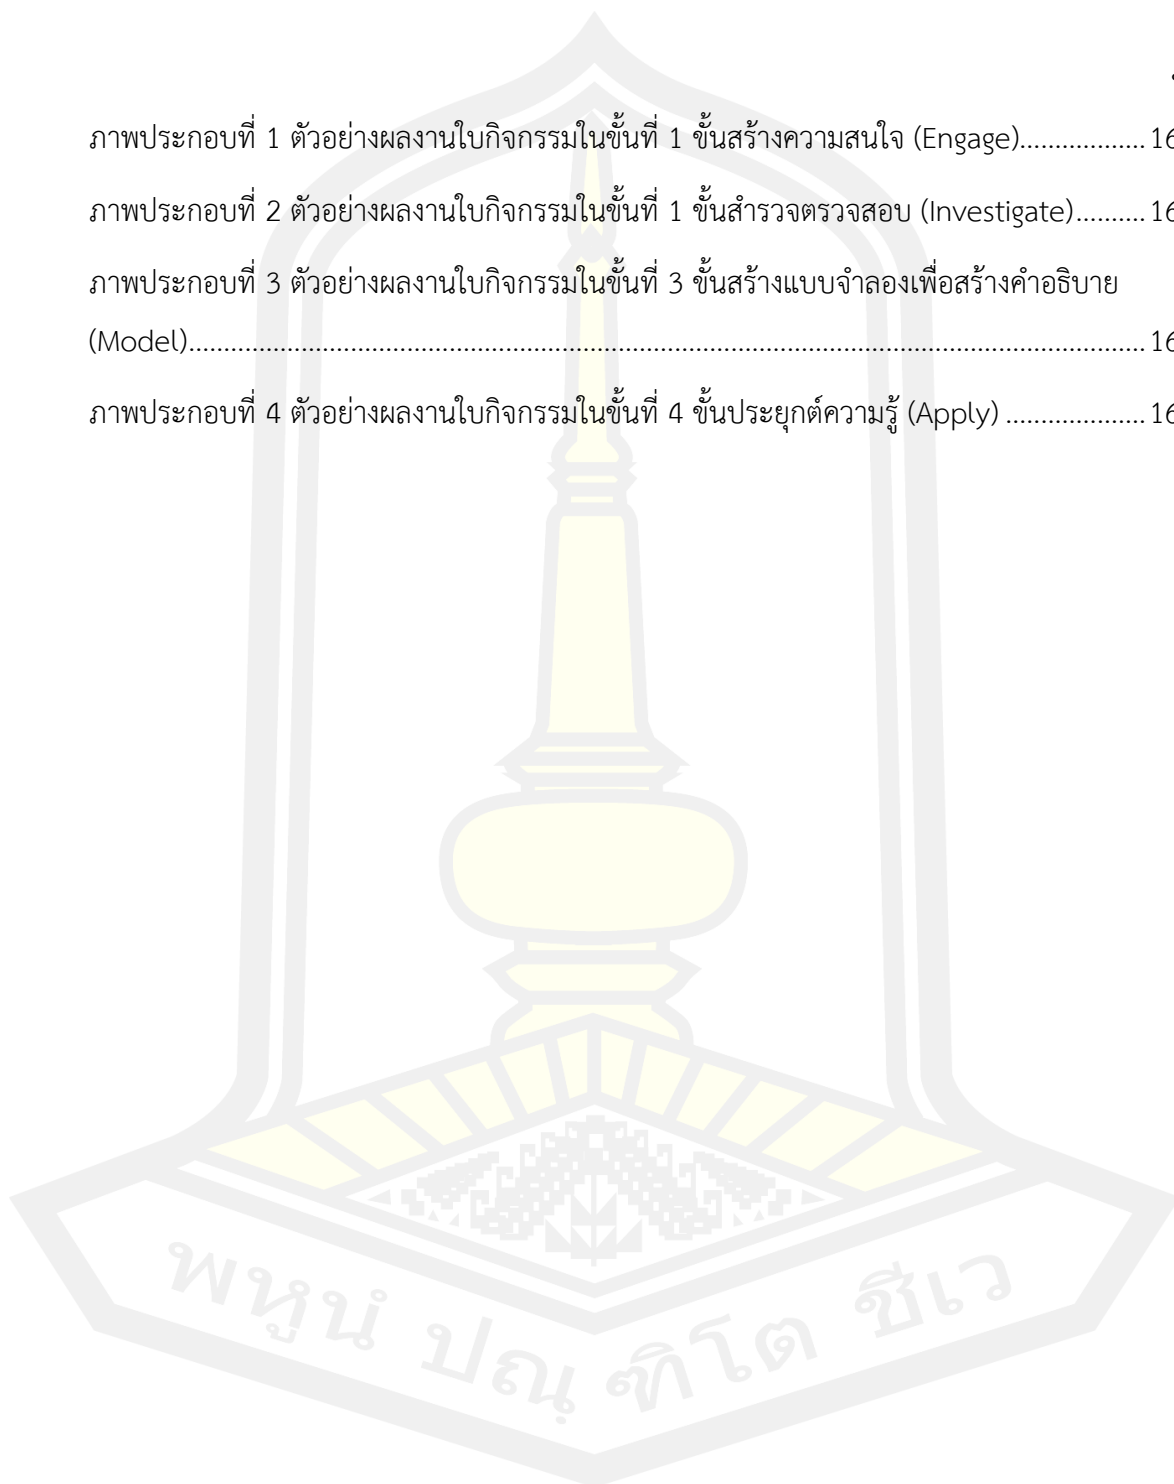 ภาพประกอบที่ 1 ตัวอย่างผลงานใบกิจกรรมในขั้นที่ 1 ขั้นสร้างความสนใจ (Engage).................. 16
ภาพประกอบที่ 2 ตัวอย่างผลงานใบกิจกรรมในขั้นที่ 1 ขั้นสำรวจตรวจสอบ (Investigate).......... 16
ภาพประกอบที่ 3 ตัวอย่างผลงานใบกิจกรรมในขั้นที่ 3 ขั้นสร้างแบบจำลองเพื่อสร้างคำอธิบาย
(Model)........................................................................................................................ 16
ภาพประกอบที่ 4 ตัวอย่างผลงานใบกิจกรรมในขั้นที่ 4 ขั้นประยุกต์ความรู้ (Apply) .................... 16
พหูนํ ปณฺ ฑิโต ชีเว